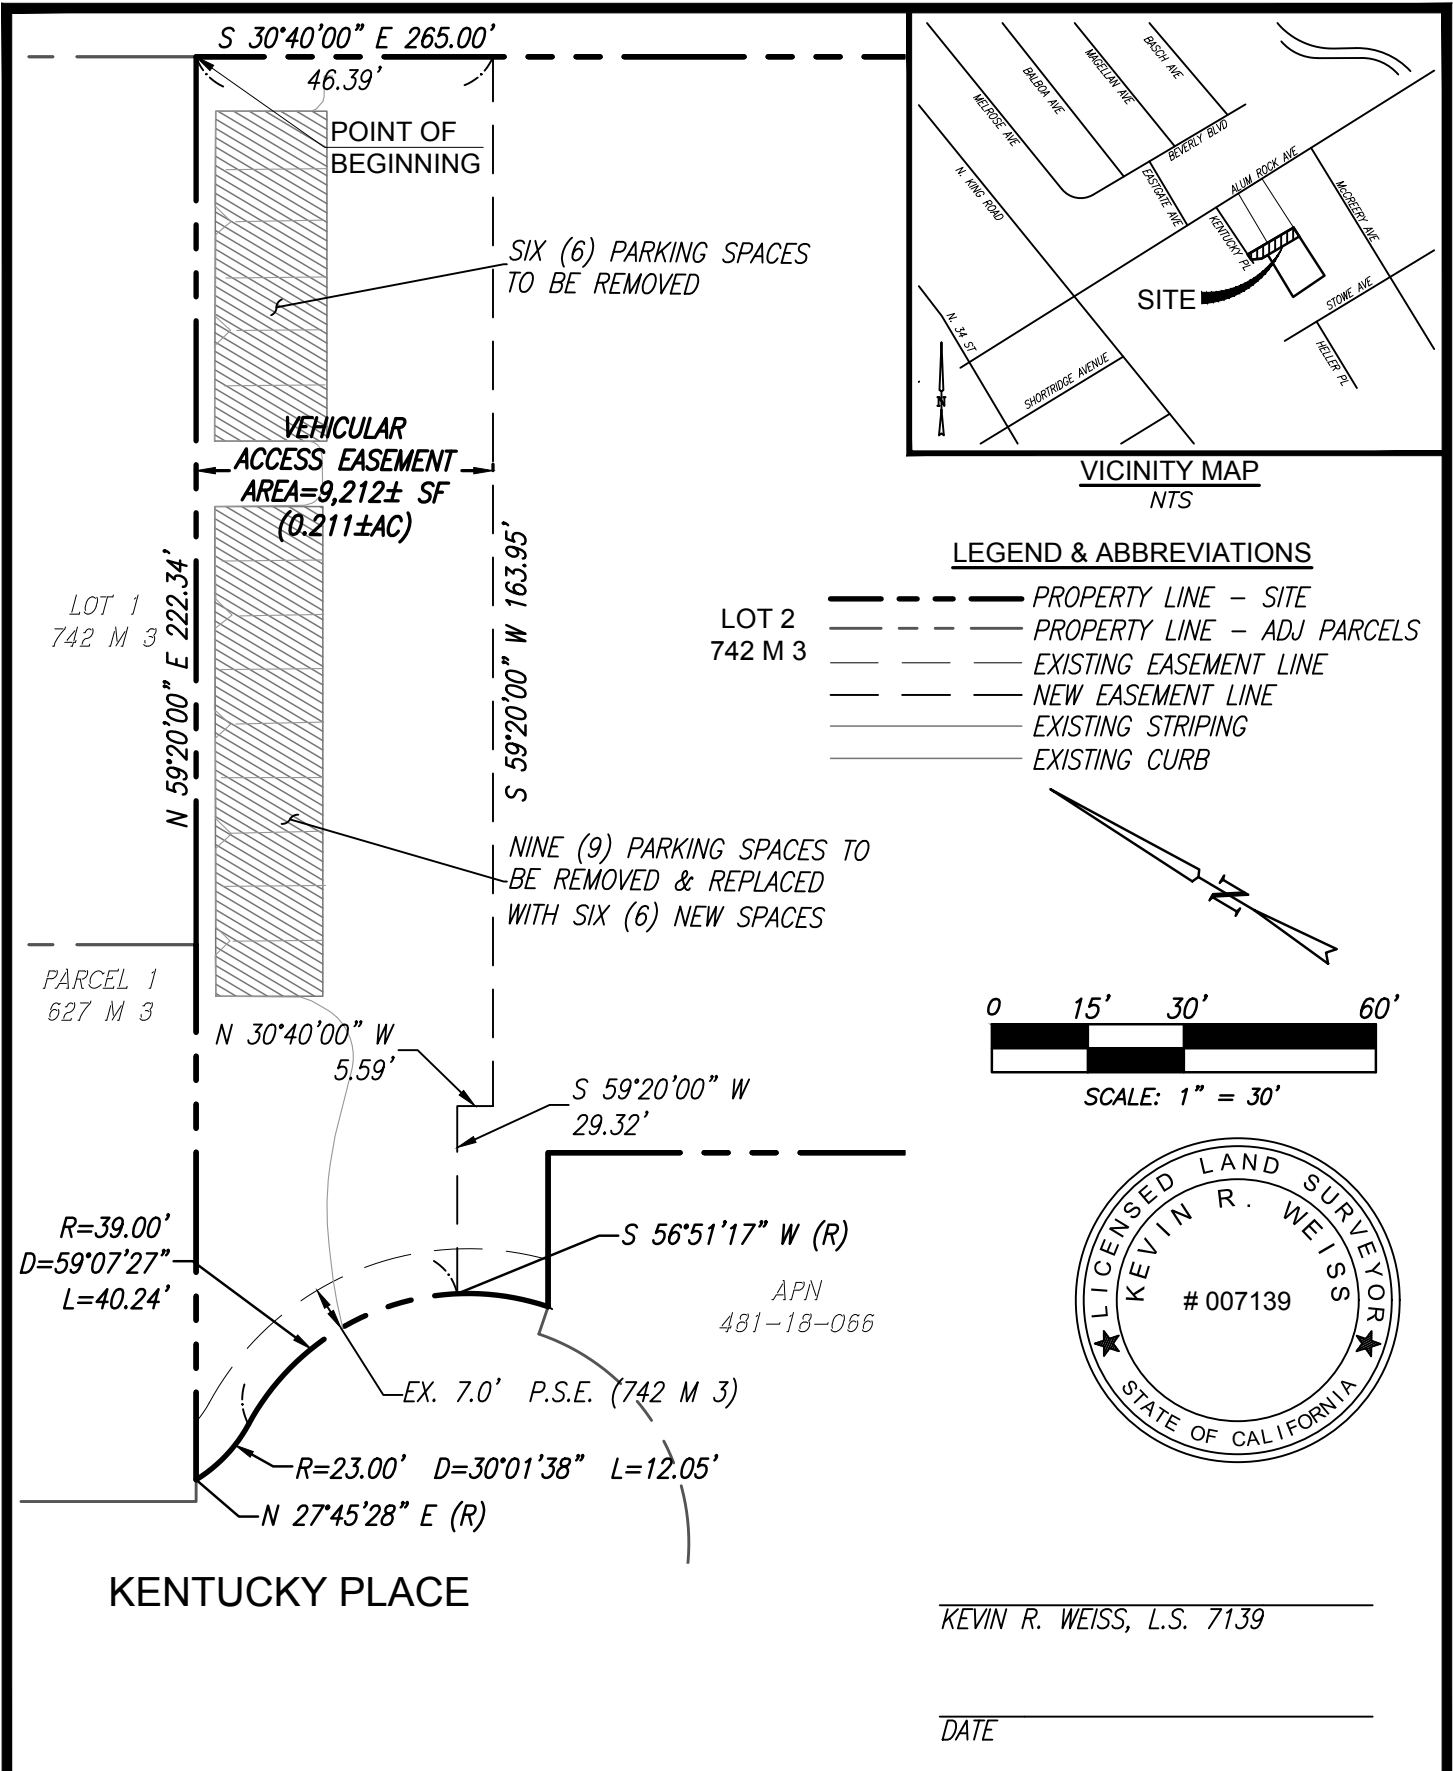 S 30°40'00" E 265.00'
46.39'
POINT OF
BEGINNING
SIX (6) PARKING SPACES
TO BE REMOVED
VEHICULAR
ACCESS EASEMENT
AREA=9,212± SF
(0.211±AC)
N 59°20'00" E 222.34'
S 59°20'00" W 163.95'
LOT 1
742 M 3
LOT 2
742 M 3
NINE (9) PARKING SPACES TO
BE REMOVED & REPLACED
WITH SIX (6) NEW SPACES
PARCEL 1
627 M 3
N 30°40'00" W
5.59'
S 59°20'00" W
29.32'
R=39.00'
D=59°07'27"
L=40.24'
S 56°51'17" W (R)
APN
481-18-066
EX. 7.0' P.S.E. (742 M 3)
R=23.00' D=30°01'38" L=12.05'
N 27°45'28" E (R)
KENTUCKY PLACE
BASCH AVE
MAGELLAN AVE
BALBOA AVE
MELROSE AVE
BEVERLY BLVD
N. KING ROAD
EASTGATE AVE
ALUM ROCK AVE
McCREERY AVE
KENTUCKY PL
SITE
STOWE AVE
N. 34 ST
SHORTRIDGE AVENUE
HELLER PL
N
VICINITY MAP
NTS
LEGEND & ABBREVIATIONS
PROPERTY LINE - SITE
PROPERTY LINE - ADJ PARCELS
EXISTING EASEMENT LINE
NEW EASEMENT LINE
EXISTING STRIPING
EXISTING CURB
N
0 15' 30' 60'
SCALE: 1" = 30'
LICENSED LAND SURVEYOR
KEVIN R. WEISS
# 007139
STATE OF CALIFORNIA
KEVIN R. WEISS, L.S. 7139
DATE